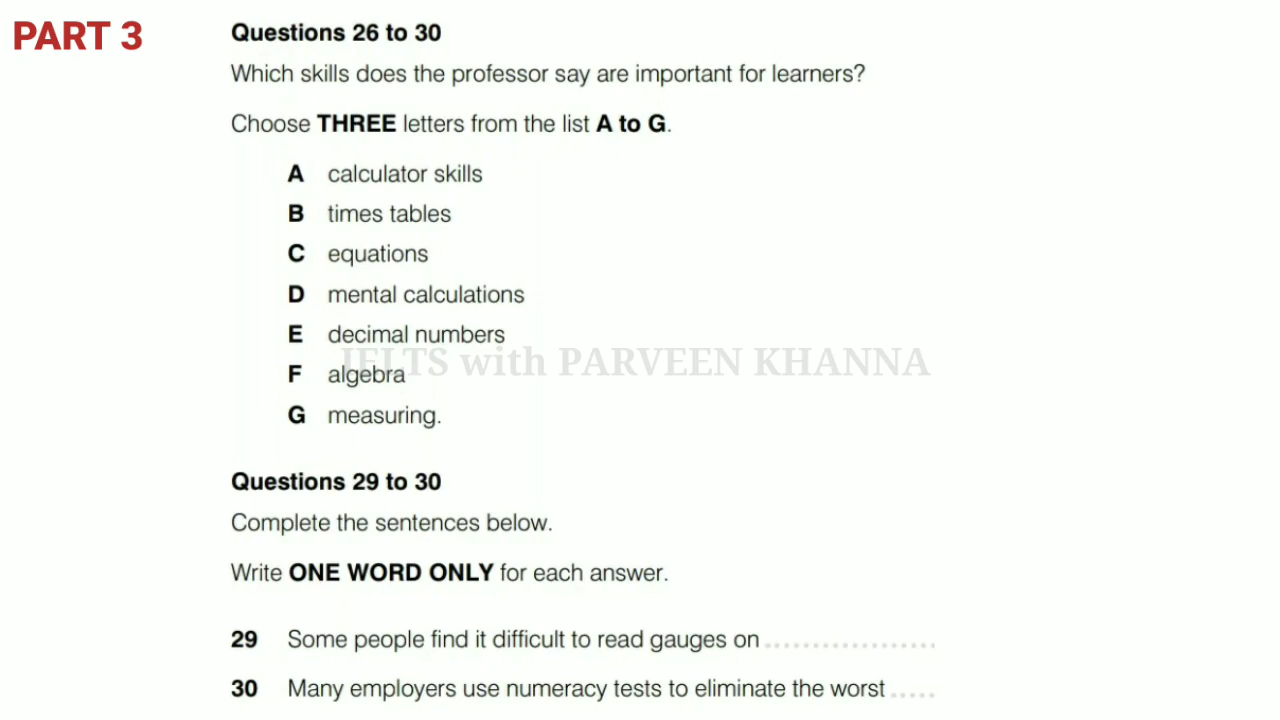 PART 3
Questions 26 to 30
Which skills does the professor say are important for learners?
Choose THREE letters from the list A to G.
A calculator skills
B times tables
C equations
D mental calculations
E decimal numbers
IELTS with PARVEEN KHANNA
F algebra
G measuring.
Questions 29 to 30
Complete the sentences below.
Write ONE WORD ONLY for each answer.
29 Some people find it difficult to read gauges on ..................
30 Many employers use numeracy tests to eliminate the worst .....